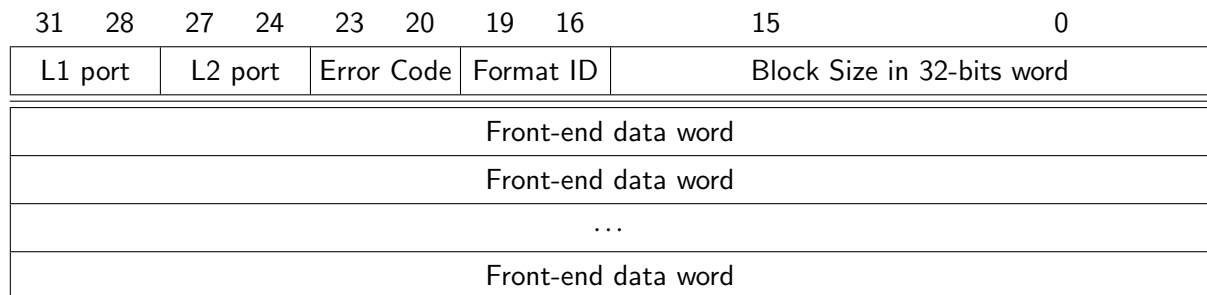 31 28 27 24 23 20 19 16 15 0
L1 port L2 port Error Code Format ID Block Size in 32-bits word
Front-end data word
Front-end data word
...
Front-end data word